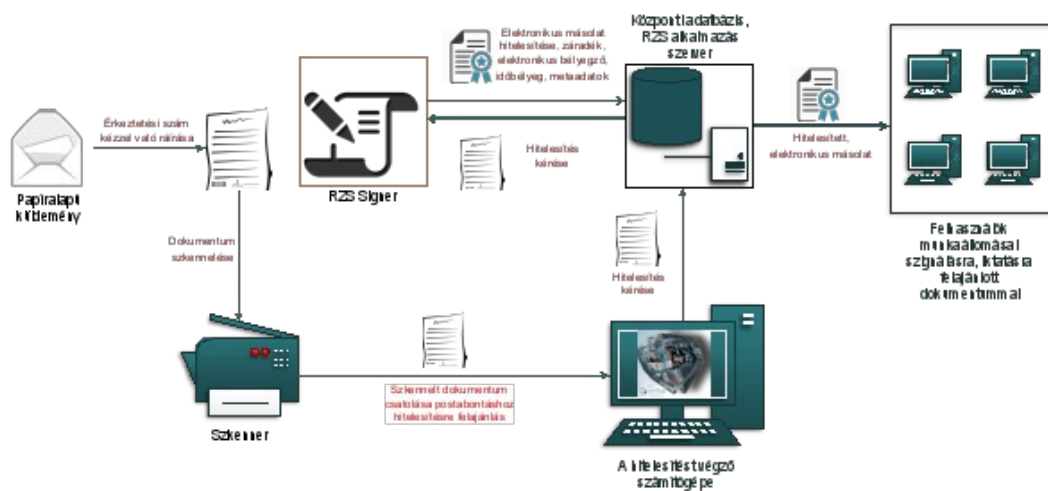 Elektronikus másolat
hitelesítése, záradék,
elektronikus bélyegző,
időbélyeg, metaadatok
Központi adatbázis,
RZS alkalmazás
szerver
Érkeztetési szám
kézzel való ráírása
Hitelesítés
kérése
Hitelesített,
elektronikus másolat
Papíralapú
küldemény
RZS Signer
Dokumentum
szkennelése
Hitelesítés
kérése
Felhasználók
munkaállomásai
szignálásra, iktatásra
felajánlott
dokumentummal
Szkennelt dokumentum
csatolása postabontáshoz
hitelesítésre felajánlás
Szkenner
A hitelesítést végző
számítógépe